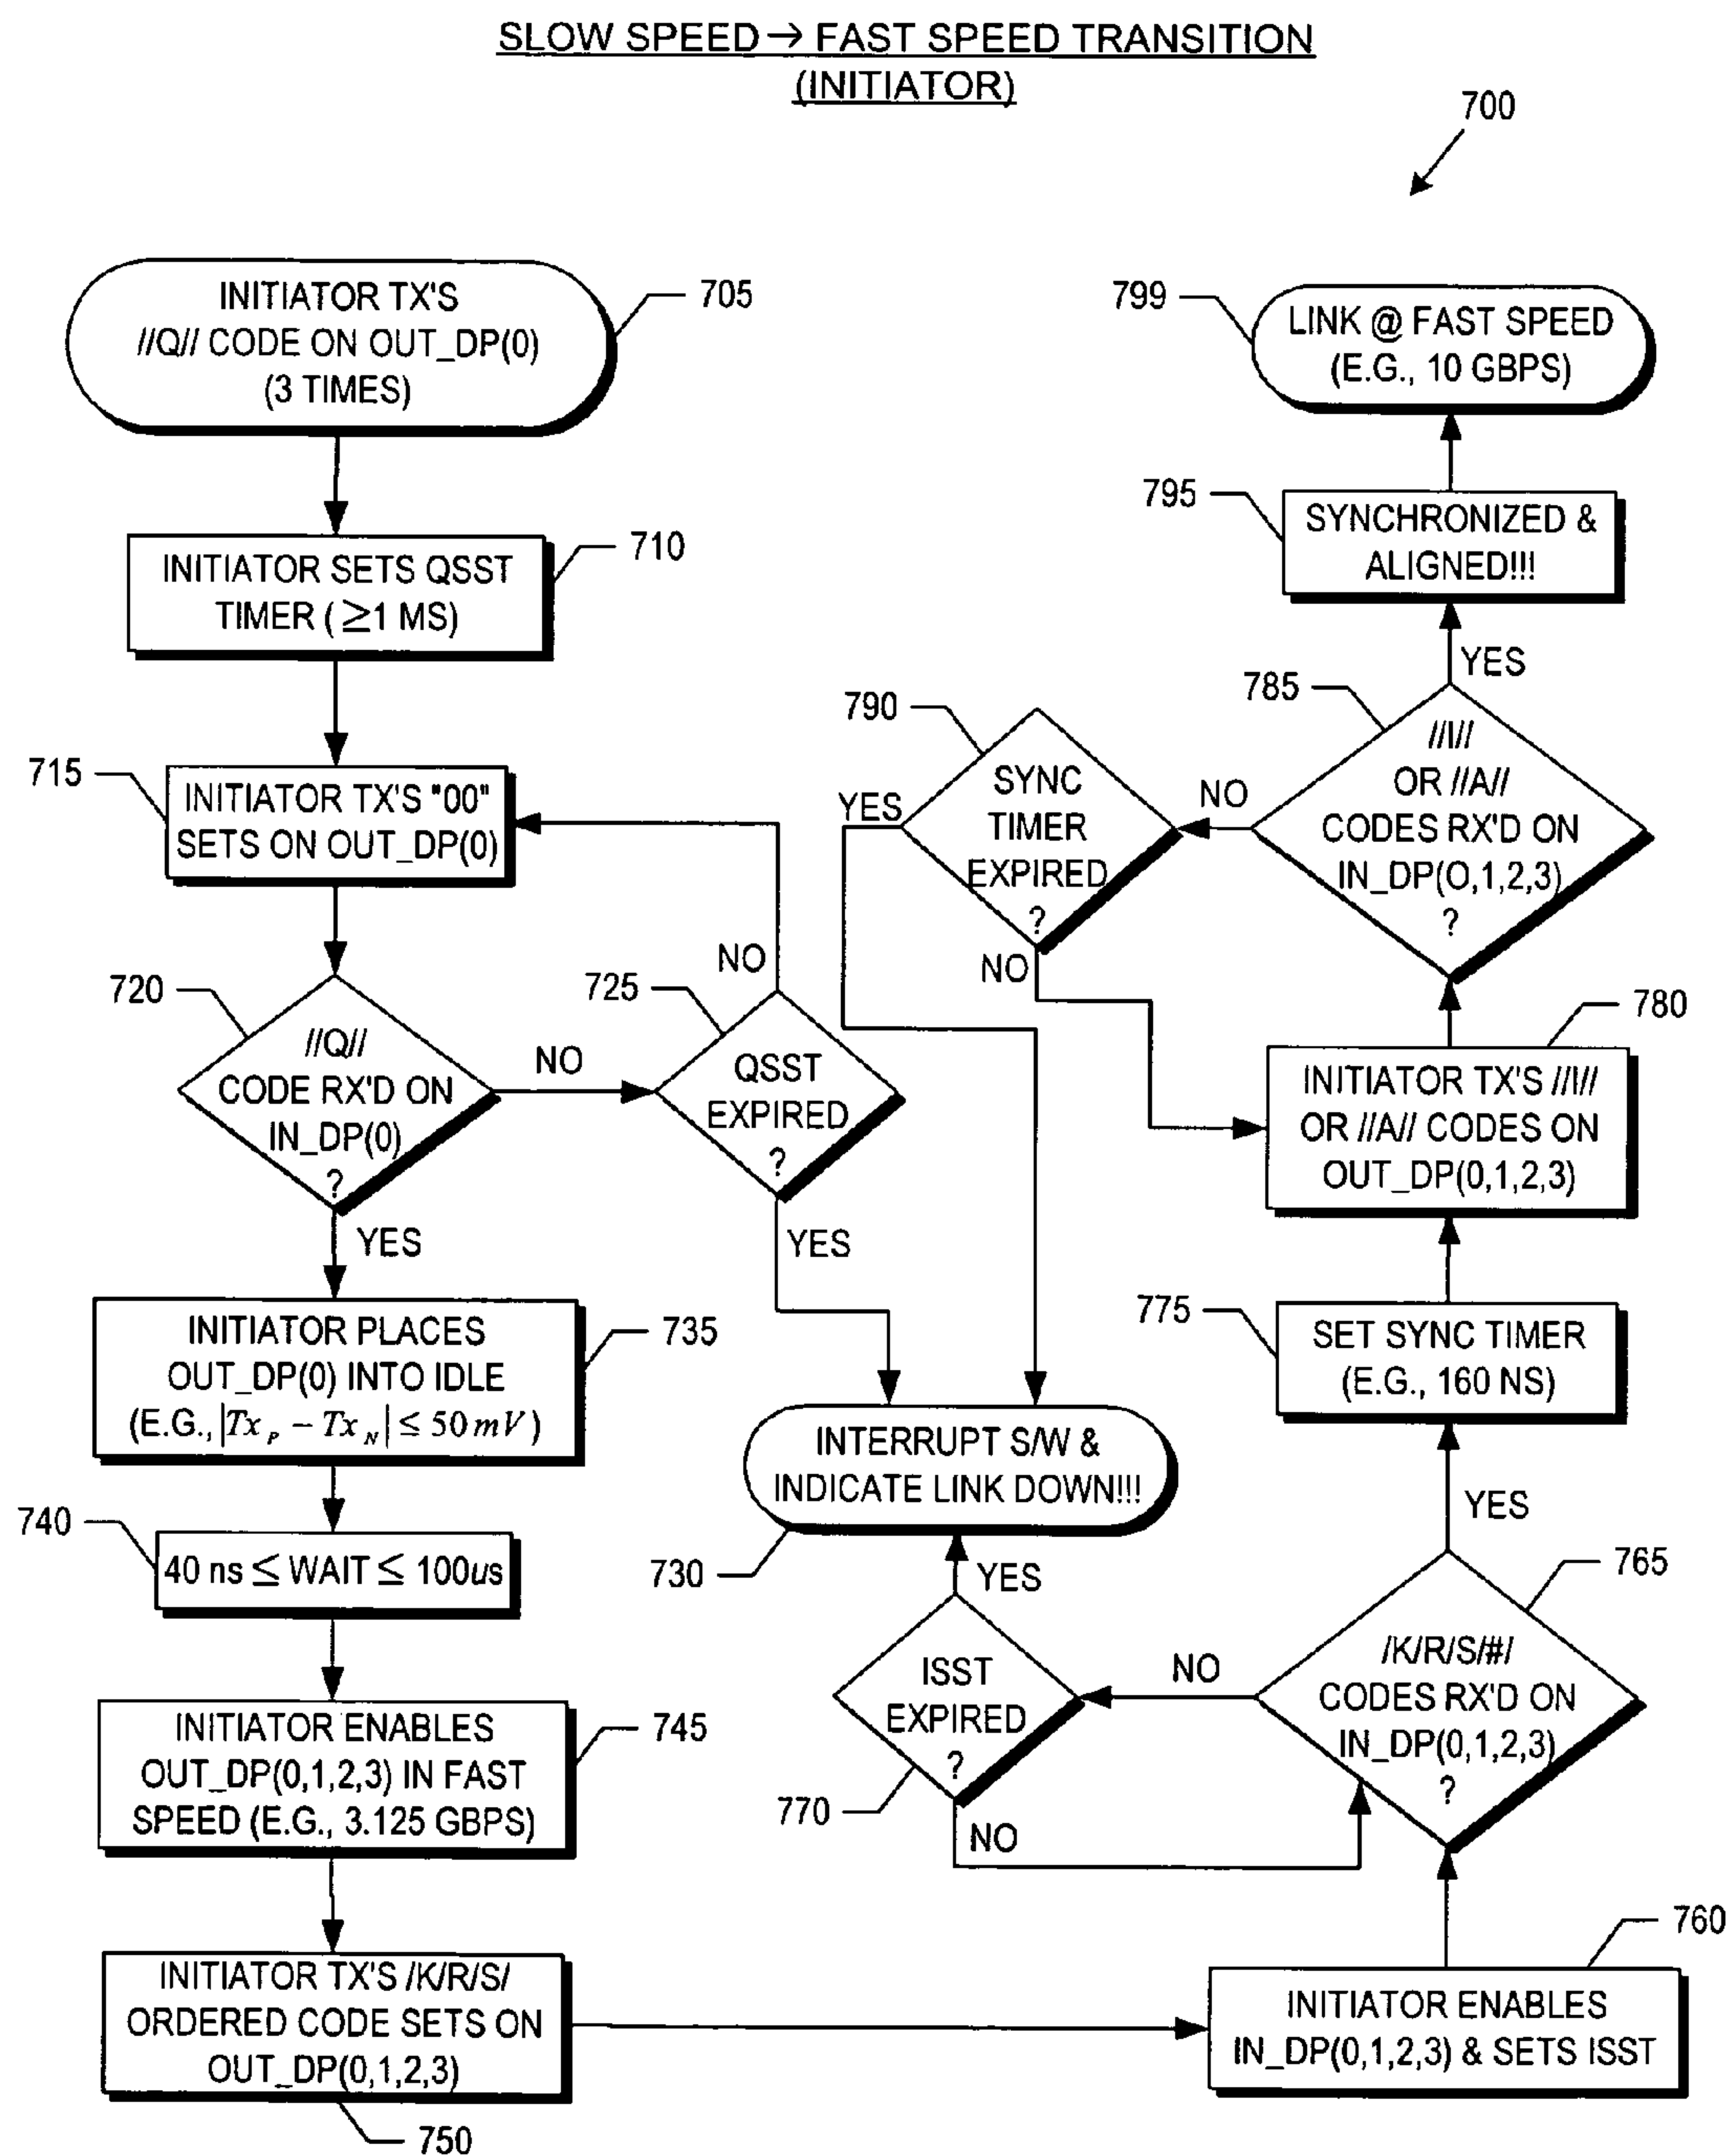 SLOW SPEED → FAST SPEED TRANSITION
(INITIATOR)
700
INITIATOR TX'S
//Q// CODE ON OUT_DP(0)
(3 TIMES)
705
INITIATOR SETS QSST
TIMER ( ≥1 MS)
710
715
INITIATOR TX'S "00"
SETS ON OUT_DP(0)
720
//Q//
CODE RX'D ON
IN_DP(0)
?
NO
YES
725
QSST
EXPIRED
?
NO
YES
INITIATOR PLACES
OUT_DP(0) INTO IDLE
(E.G., |Tx P – Tx N| ≤ 50 mV)
735
740
40 ns ≤ WAIT ≤ 100us
INITIATOR ENABLES
OUT_DP(0,1,2,3) IN FAST
SPEED (E.G., 3.125 GBPS)
745
INITIATOR TX'S /K/R/S/
ORDERED CODE SETS ON
OUT_DP(0,1,2,3)
750
INTERRUPT S/W &
INDICATE LINK DOWN!!!
730
YES
ISST
EXPIRED
?
770
NO
760
INITIATOR ENABLES
IN_DP(0,1,2,3) & SETS ISST
765
/K/R/S/#/
CODES RX'D ON
IN_DP(0,1,2,3)
?
NO
YES
775
SET SYNC TIMER
(E.G., 160 NS)
780
INITIATOR TX'S //I//
OR //A// CODES ON
OUT_DP(0,1,2,3)
785
//I//
OR //A//
CODES RX'D ON
IN_DP(O,1,2,3)
?
NO
YES
790
SYNC
TIMER
EXPIRED
?
YES
NO
795
SYNCHRONIZED &
ALIGNED!!!
799
LINK @ FAST SPEED
(E.G., 10 GBPS)